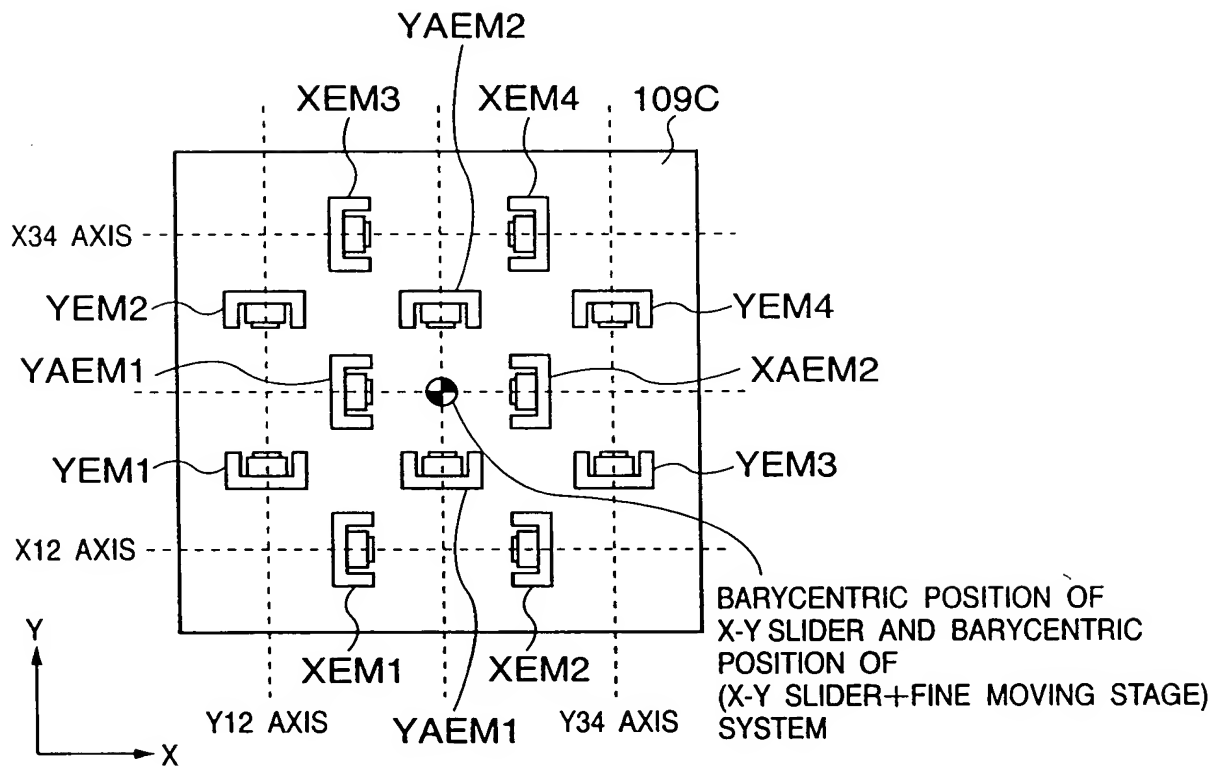 YAEM2
XEM3
XEM4
109C
X34 AXIS
YEM2
YEM4
YAEM1
XAEM2
YEM1
YEM3
X12 AXIS
BARYCENTRIC POSITION OF
X-Y SLIDER AND BARYCENTRIC
POSITION OF
(X-Y SLIDER+FINE MOVING STAGE)
SYSTEM
Y
XEM1
XEM2
Y12 AXIS
YAEM1
Y34 AXIS
X